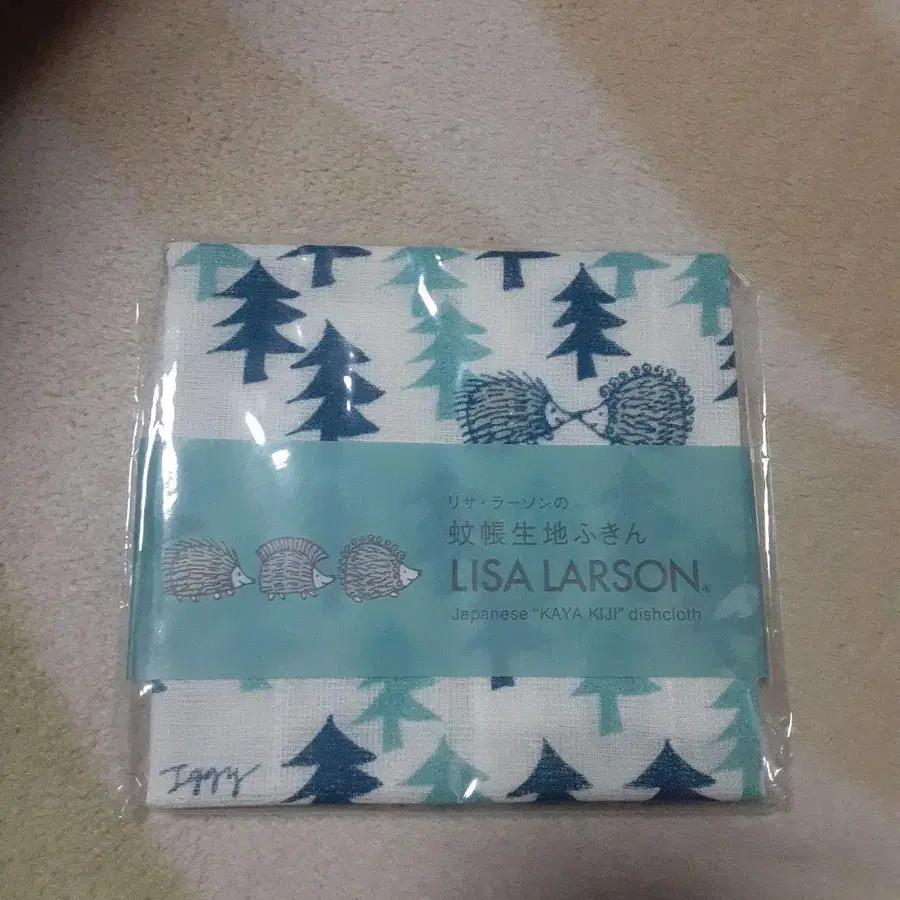 リサ・ラーソンの
蚊帳生地ふきん
LISA LARSON®
Japanese "KAYA KIJI" dishcloth
Iggy